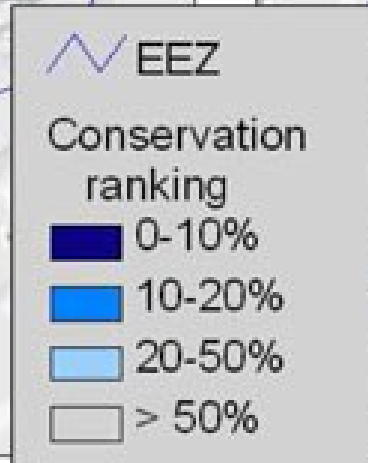 EEZ
Conservation
ranking
0-10%
10-20%
20-50%
> 50%